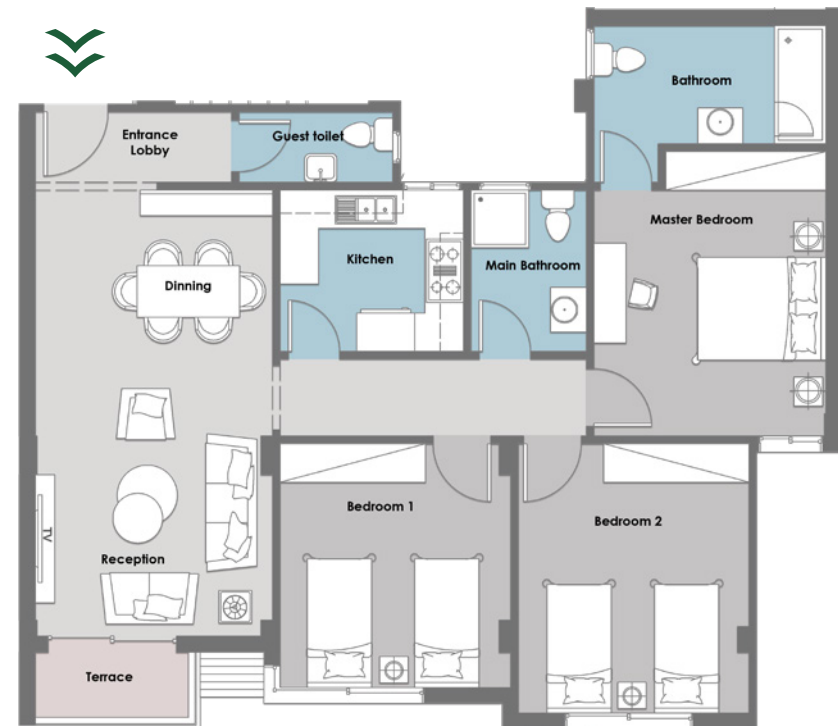 Bathroom
Entrance
Lobby
Guest toilet
Master Bedroom
Kitchen
Main Bathroom
Dinning
Bedroom 1
Bedroom 2
TV
Reception
Terrace